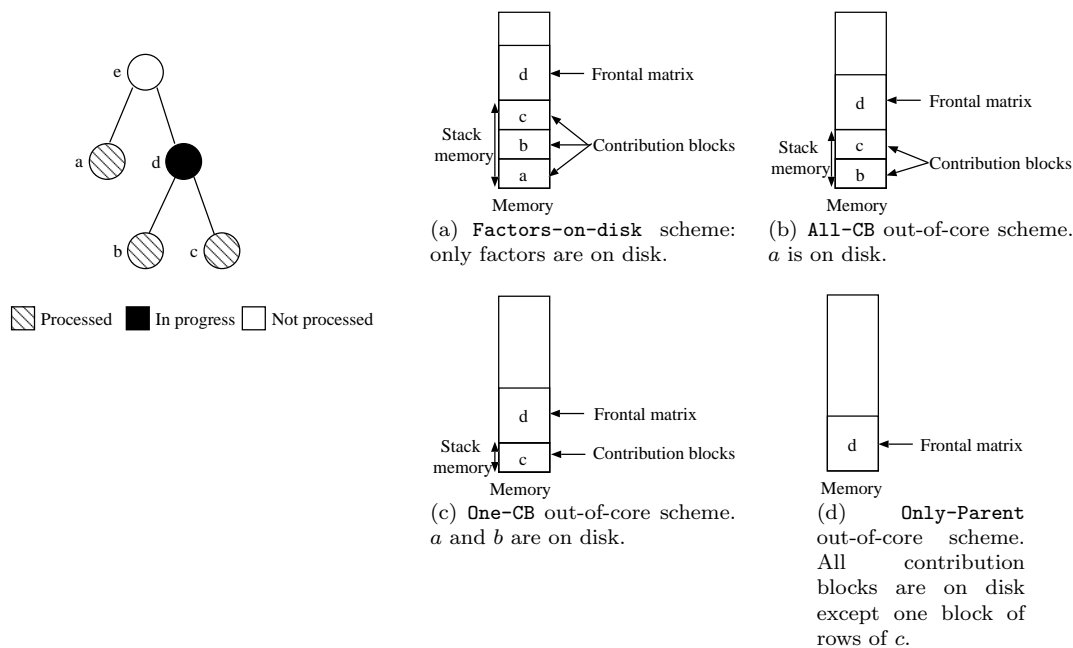 e
a
d
b
c
Processed
In progress
Not processed
d
Frontal matrix
c
Stack
memory
b
Contribution blocks
a
Memory
(a) Factors-on-disk scheme:
only factors are on disk.
d
Frontal matrix
Stack
memory
c
Contribution blocks
b
Memory
(b) All-CB out-of-core scheme.
a is on disk.
d
Frontal matrix
Stack
memory
c
Contribution blocks
Memory
(c) One-CB out-of-core scheme.
a and b are on disk.
d
Frontal matrix
Memory
(d) Only-Parent
out-of-core scheme.
All contribution
blocks are on disk
except one block of
rows of c.